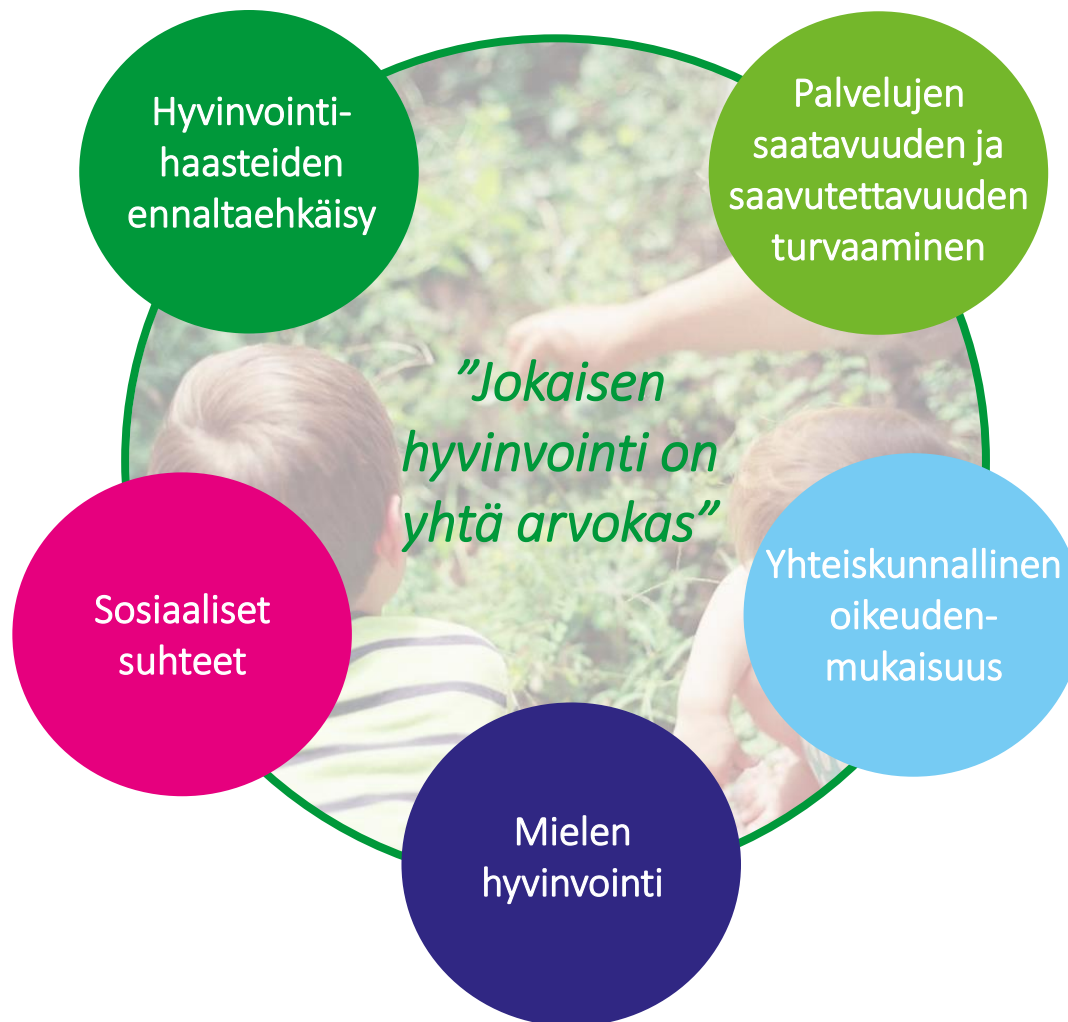 Hyvinvointi-
haasteiden
ennaltaehkäisy
Palvelujen
saatavuuden ja
saavutettavuuden
turvaaminen
”Jokaisen
hyvinvointi on
yhtä arvokas”
Sosiaaliset
suhteet
Yhteiskunnallinen
oikeuden-
mukaisuus
Mielen
hyvinvointi